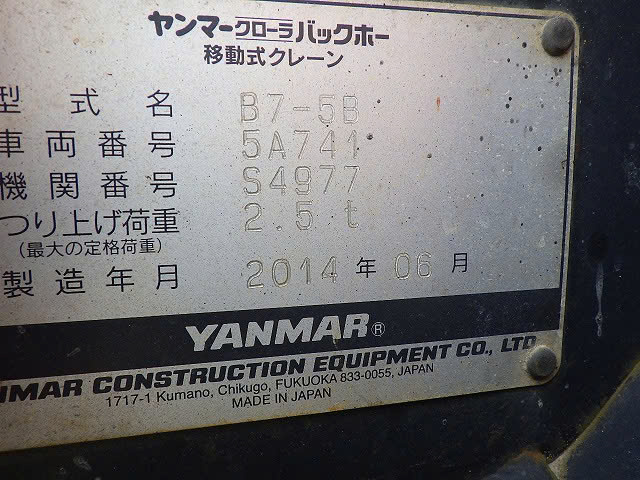 ヤンマークローラバックホー
移動式クレーン
型式名 B7-5B
車両番号 5A741
機関番号 S4977
つり上げ荷重 2.5t
(最大の定格荷重)
製造年月 2014年06月
YANMAR®
NMAR CONSTRUCTION EQUIPMENT CO., LTD
1717-1 Kumano, Chikugo, FUKUOKA 833-0055, JAPAN
MADE IN JAPAN